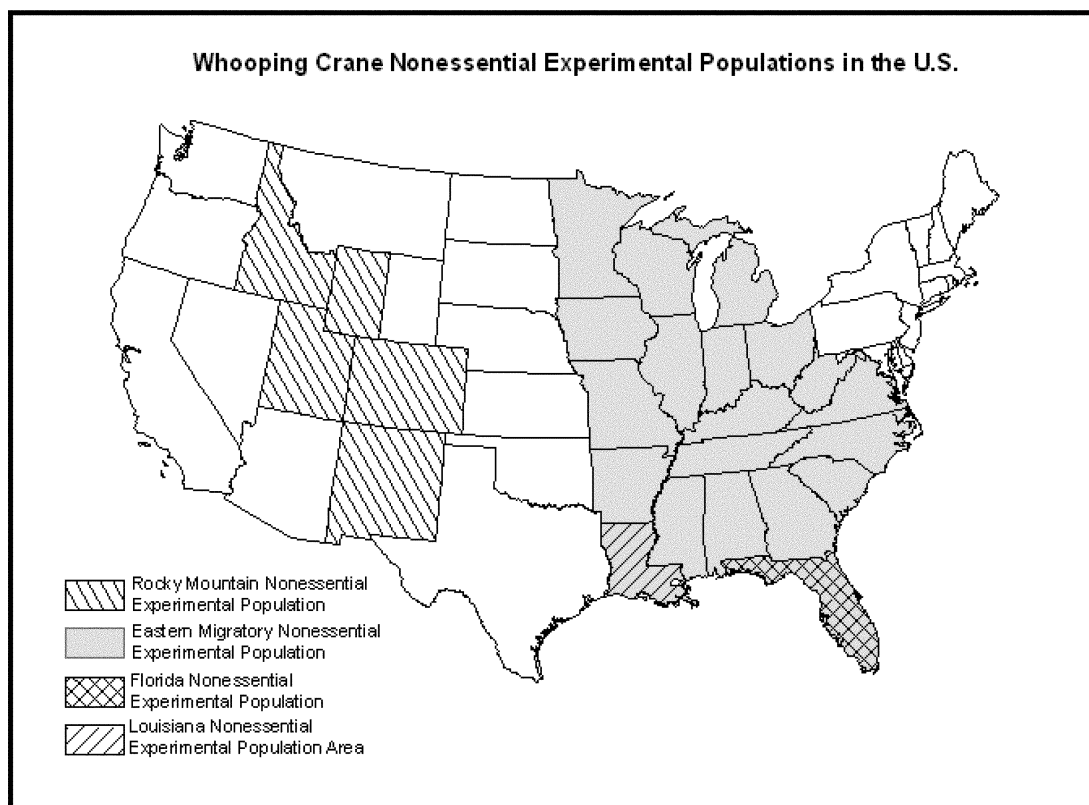 Whooping Crane Nonessential Experimental Populations in the U.S.
Rocky Mountain Nonessential
Experimental Population
Eastern Migratory Nonessential
Experimental Population
Florida Nonessential
Experimental Population
Louisiana Nonessential
Experimental Population Area